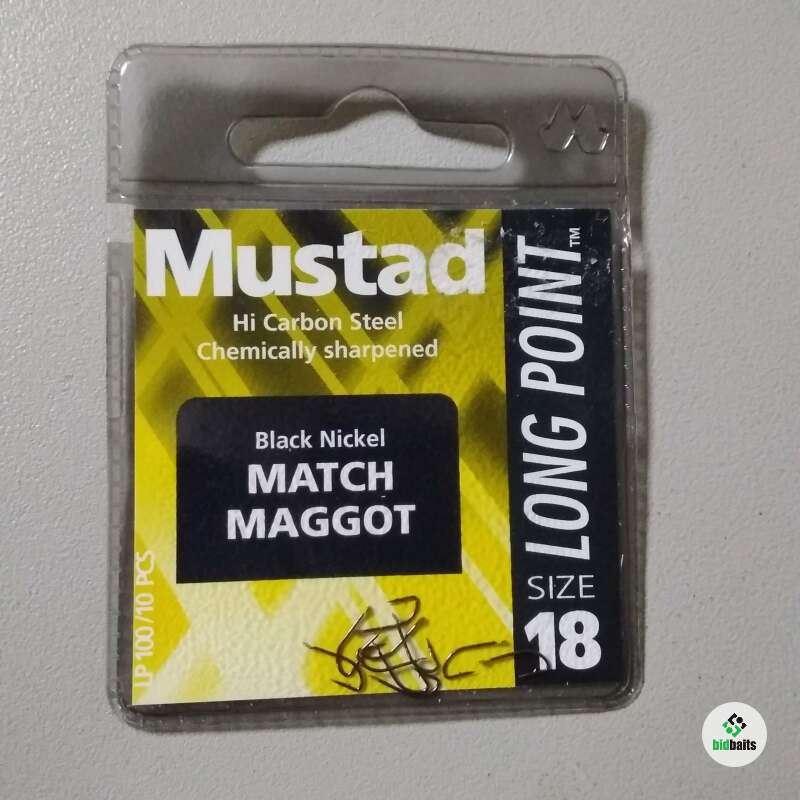 Mustad
Hi Carbon Steel
Chemically sharpened
Black Nickel
MATCH
MAGGOT
LP 100/10 PCS
LONG POINT™
SIZE
18
bidbaits